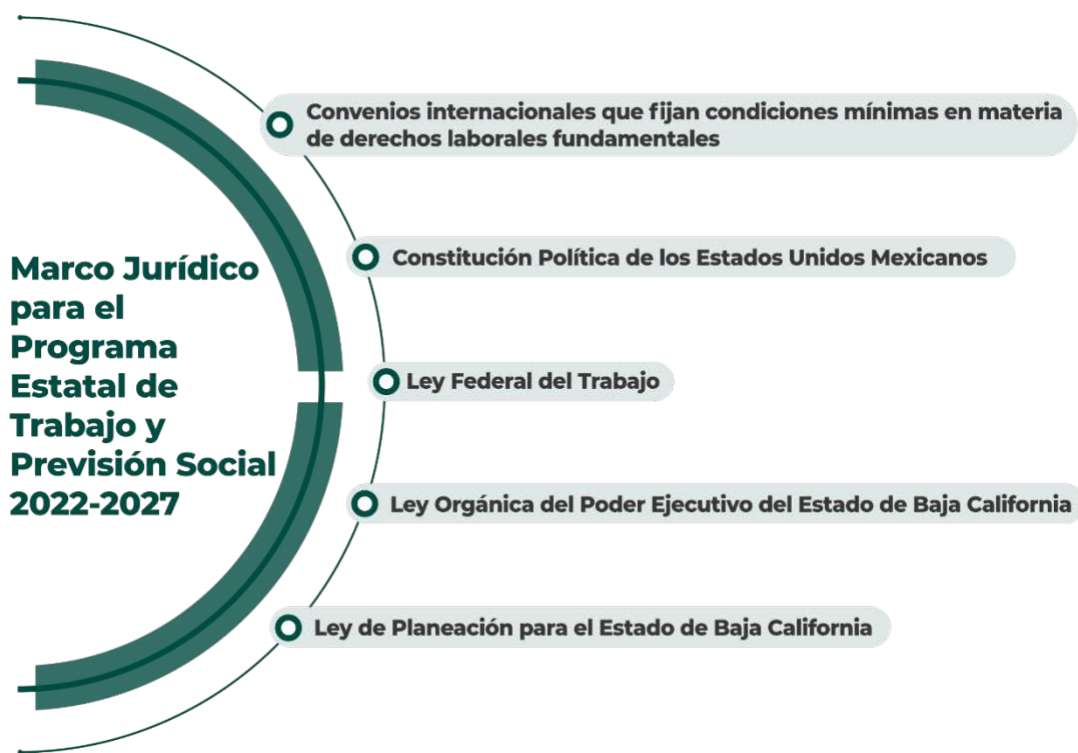 Marco Jurídico
para el
Programa
Estatal de
Trabajo y
Previsión Social
2022-2027
Convenios internacionales que fijan condiciones mínimas en materia
de derechos laborales fundamentales
Constitución Política de los Estados Unidos Mexicanos
Ley Federal del Trabajo
Ley Orgánica del Poder Ejecutivo del Estado de Baja California
Ley de Planeación para el Estado de Baja California